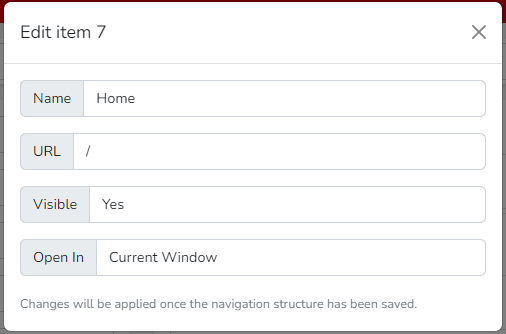 Edit item 7
Name Home
URL /
Visible Yes
Open In Current Window
Changes will be applied once the navigation structure has been saved.